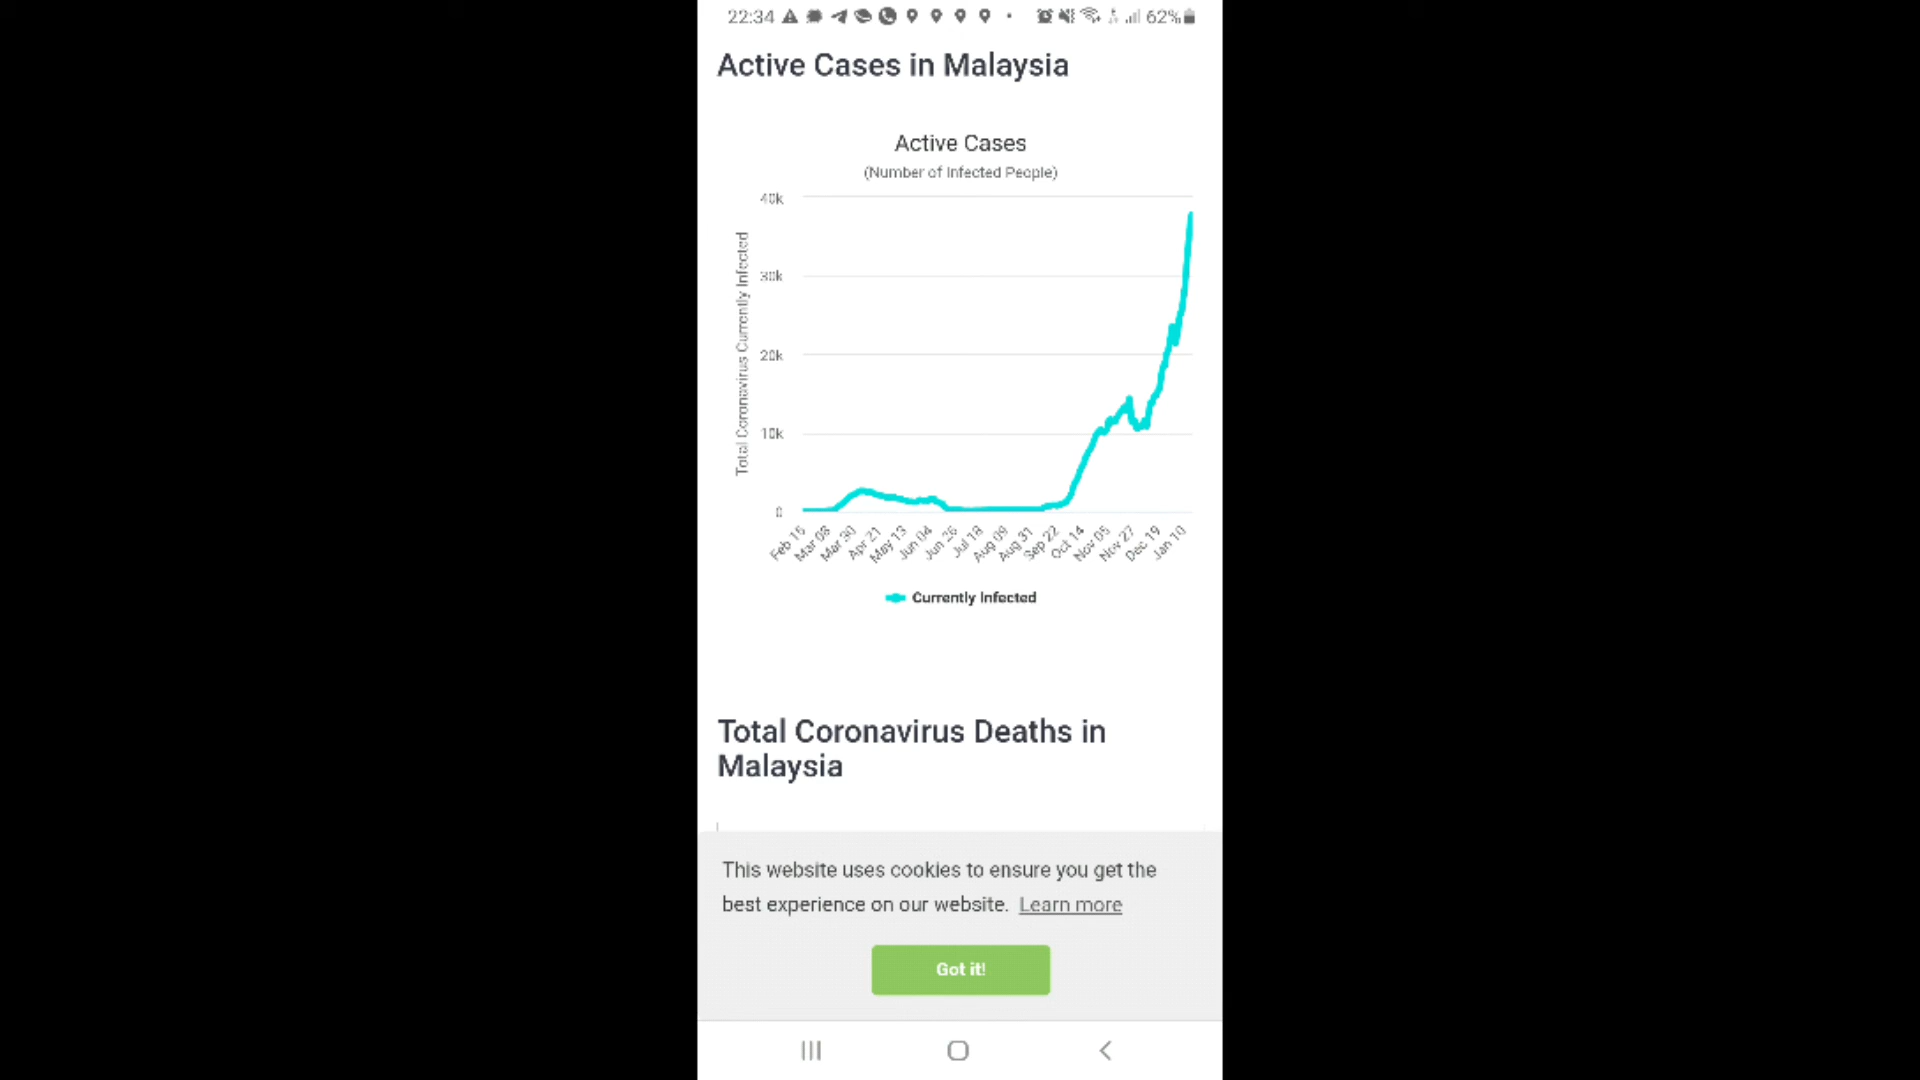 22:34 62%
Active Cases in Malaysia
Active Cases
(Number of Infected People)
Total Coronavirus Currently Infected
40k
30k
20k
10k
0
Feb 15
Mar 08
Mar 30
Apr 21
May 13
Jun 04
Jun 26
Jul 18
Aug 09
Aug 31
Sep 22
Oct 14
Nov 05
Nov 27
Dec 19
Jan 10
Currently Infected
Total Coronavirus Deaths in
Malaysia
This website uses cookies to ensure you get the
best experience on our website. Learn more
Got it!